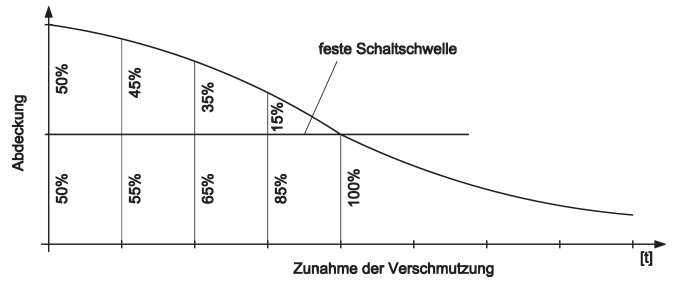 feste Schaltschwelle
Abdeckung
50%
45%
35%
15%
50%
55%
65%
85%
100%
[t]
Zunahme der Verschmutzung